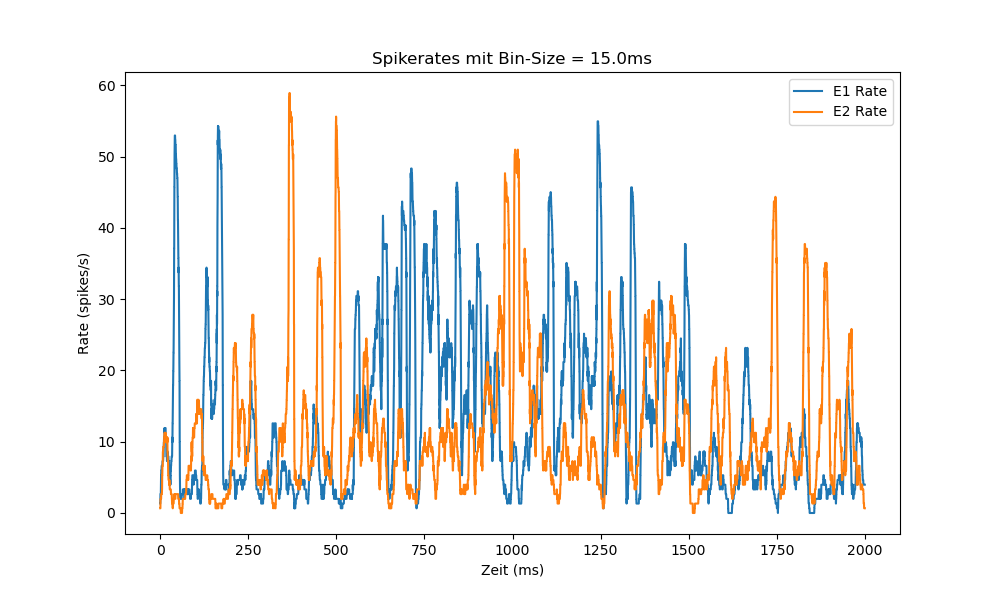 Spikerates mit Bin-Size = 15.0ms
E1 Rate
E2 Rate
60
50
40
30
20
10
0
Rate (spikes/s)
0 250 500 750 1000 1250 1500 1750 2000
Zeit (ms)